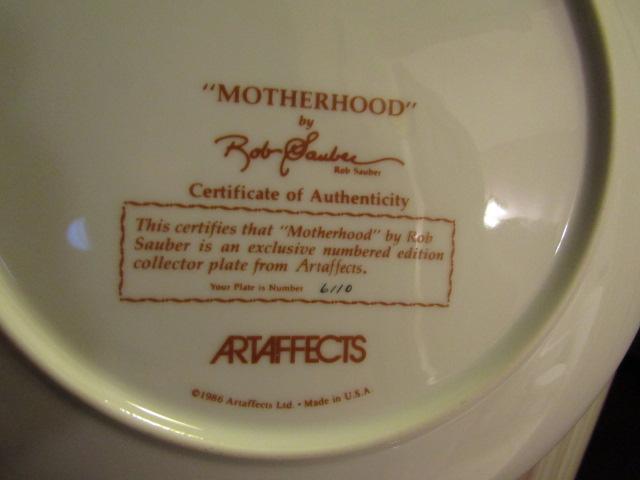 "MOTHERHOOD"
by
Rob Sauber
Rob Sauber
Certificate of Authenticity
This certifies that "Motherhood" by Rob
Sauber is an exclusive numbered edition
collector plate from Artaffects.
Your Plate is Number 6110
ARTAFFECTS
©1986 Artaffects Ltd. • Made in U.S.A.